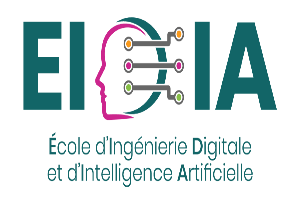 EIDIA
École d'Ingénierie Digitale
et d'Intelligence Artificielle